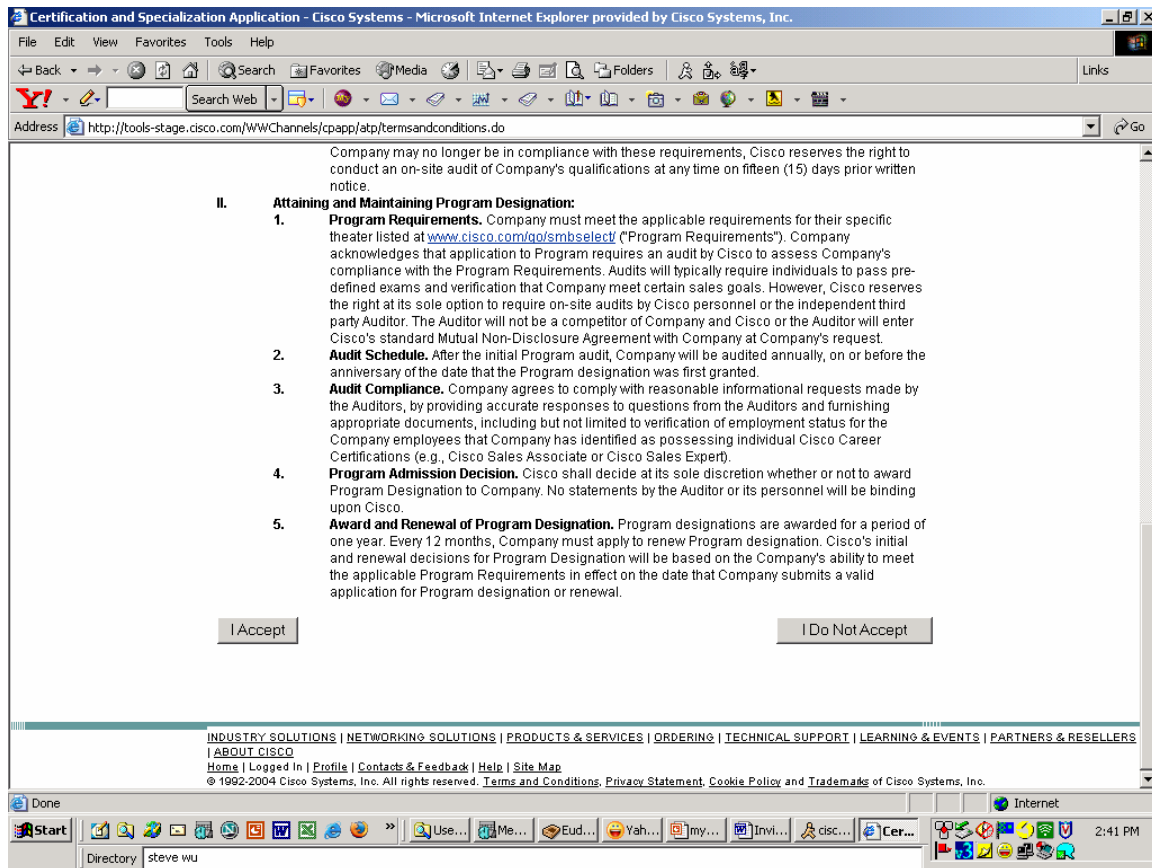 Certification and Specialization Application - Cisco Systems - Microsoft Internet Explorer provided by Cisco Systems, Inc.
File Edit View Favorites Tools Help
Back Search Favorites Media Folders Links
Y! Search Web
Address http://tools-stage.cisco.com/WWChannels/cpapp/atp/termsandconditions.do Go
Company may no longer be in compliance with these requirements, Cisco reserves the right to
conduct an on-site audit of Company's qualifications at any time on fifteen (15) days prior written
notice.
II. Attaining and Maintaining Program Designation:
1. Program Requirements. Company must meet the applicable requirements for their specific
theater listed at www.cisco.com/go/smbselect/ ("Program Requirements"). Company
acknowledges that application to Program requires an audit by Cisco to assess Company's
compliance with the Program Requirements. Audits will typically require individuals to pass pre-
defined exams and verification that Company meet certain sales goals. However, Cisco reserves
the right at its sole option to require on-site audits by Cisco personnel or the independent third
party Auditor. The Auditor will not be a competitor of Company and Cisco or the Auditor will enter
Cisco's standard Mutual Non-Disclosure Agreement with Company at Company's request.
2. Audit Schedule. After the initial Program audit, Company will be audited annually, on or before the
anniversary of the date that the Program designation was first granted.
3. Audit Compliance. Company agrees to comply with reasonable informational requests made by
the Auditors, by providing accurate responses to questions from the Auditors and furnishing
appropriate documents, including but not limited to verification of employment status for the
Company employees that Company has identified as possessing individual Cisco Career
Certifications (e.g., Cisco Sales Associate or Cisco Sales Expert).
4. Program Admission Decision. Cisco shall decide at its sole discretion whether or not to award
Program Designation to Company. No statements by the Auditor or its personnel will be binding
upon Cisco.
5. Award and Renewal of Program Designation. Program designations are awarded for a period of
one year. Every 12 months, Company must apply to renew Program designation. Cisco's initial
and renewal decisions for Program Designation will be based on the Company's ability to meet
the applicable Program Requirements in effect on the date that Company submits a valid
application for Program designation or renewal.
I Accept I Do Not Accept
INDUSTRY SOLUTIONS | NETWORKING SOLUTIONS | PRODUCTS & SERVICES | ORDERING | TECHNICAL SUPPORT | LEARNING & EVENTS | PARTNERS & RESELLERS
| ABOUT CISCO
Home | Logged In | Profile | Contacts & Feedback | Help | Site Map
© 1992-2004 Cisco Systems, Inc. All rights reserved. Terms and Conditions, Privacy Statement, Cookie Policy and Trademarks of Cisco Systems, Inc.
Done Internet
Start » Use... Me... Eud... Yah... my... Invi... cisc... Cer... 2:41 PM
Directory steve wu